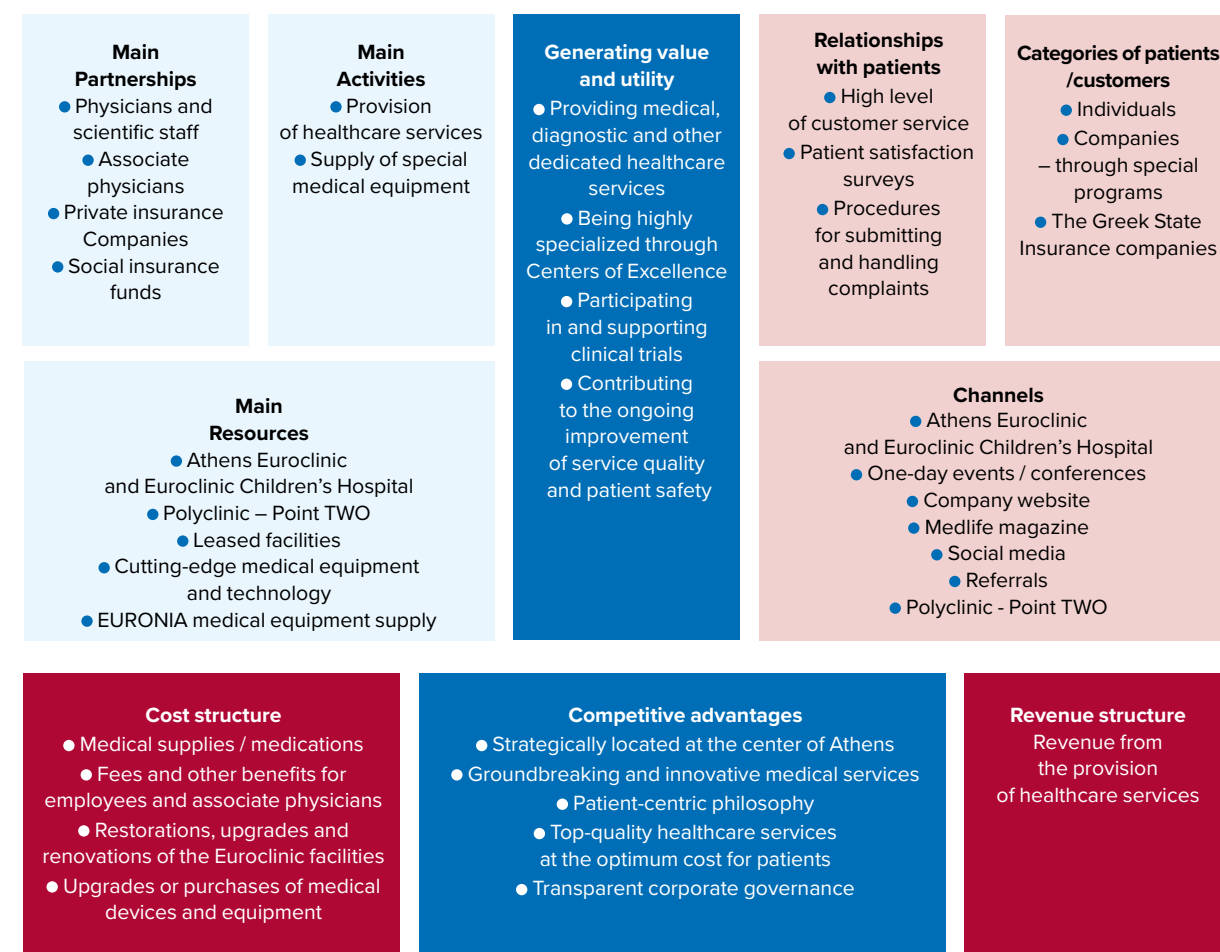 Main
Partnerships
● Physicians and
scientific staff
● Associate
physicians
● Private insurance
Companies
● Social insurance
funds
Main
Activities
● Provision
of healthcare services
● Supply of special
medical equipment
Generating value
and utility
● Providing medical,
diagnostic and other
dedicated healthcare
services
● Being highly
specialized through
Centers of Excellence
● Participating
in and supporting
clinical trials
● Contributing
to the ongoing
improvement
of service quality
and patient safety
Relationships
with patients
● High level
of customer service
● Patient satisfaction
surveys
● Procedures
for submitting
and handling
complaints
Categories of patients
/customers
● Individuals
● Companies
– through special
programs
● The Greek State
Insurance companies
Main
Resources
● Athens Euroclinic
and Euroclinic Children’s Hospital
● Polyclinic – Point TWO
● Leased facilities
● Cutting-edge medical equipment
and technology
● EURONIA medical equipment supply
Channels
● Athens Euroclinic
and Euroclinic Children’s Hospital
● One-day events / conferences
● Company website
● Medlife magazine
● Social media
● Referrals
● Polyclinic - Point TWO
Cost structure
● Medical supplies / medications
● Fees and other benefits for
employees and associate physicians
● Restorations, upgrades and
renovations of the Euroclinic facilities
● Upgrades or purchases of medical
devices and equipment
Competitive advantages
● Strategically located at the center of Athens
● Groundbreaking and innovative medical services
● Patient-centric philosophy
● Top-quality healthcare services
at the optimum cost for patients
● Transparent corporate governance
Revenue structure
Revenue from
the provision
of healthcare services